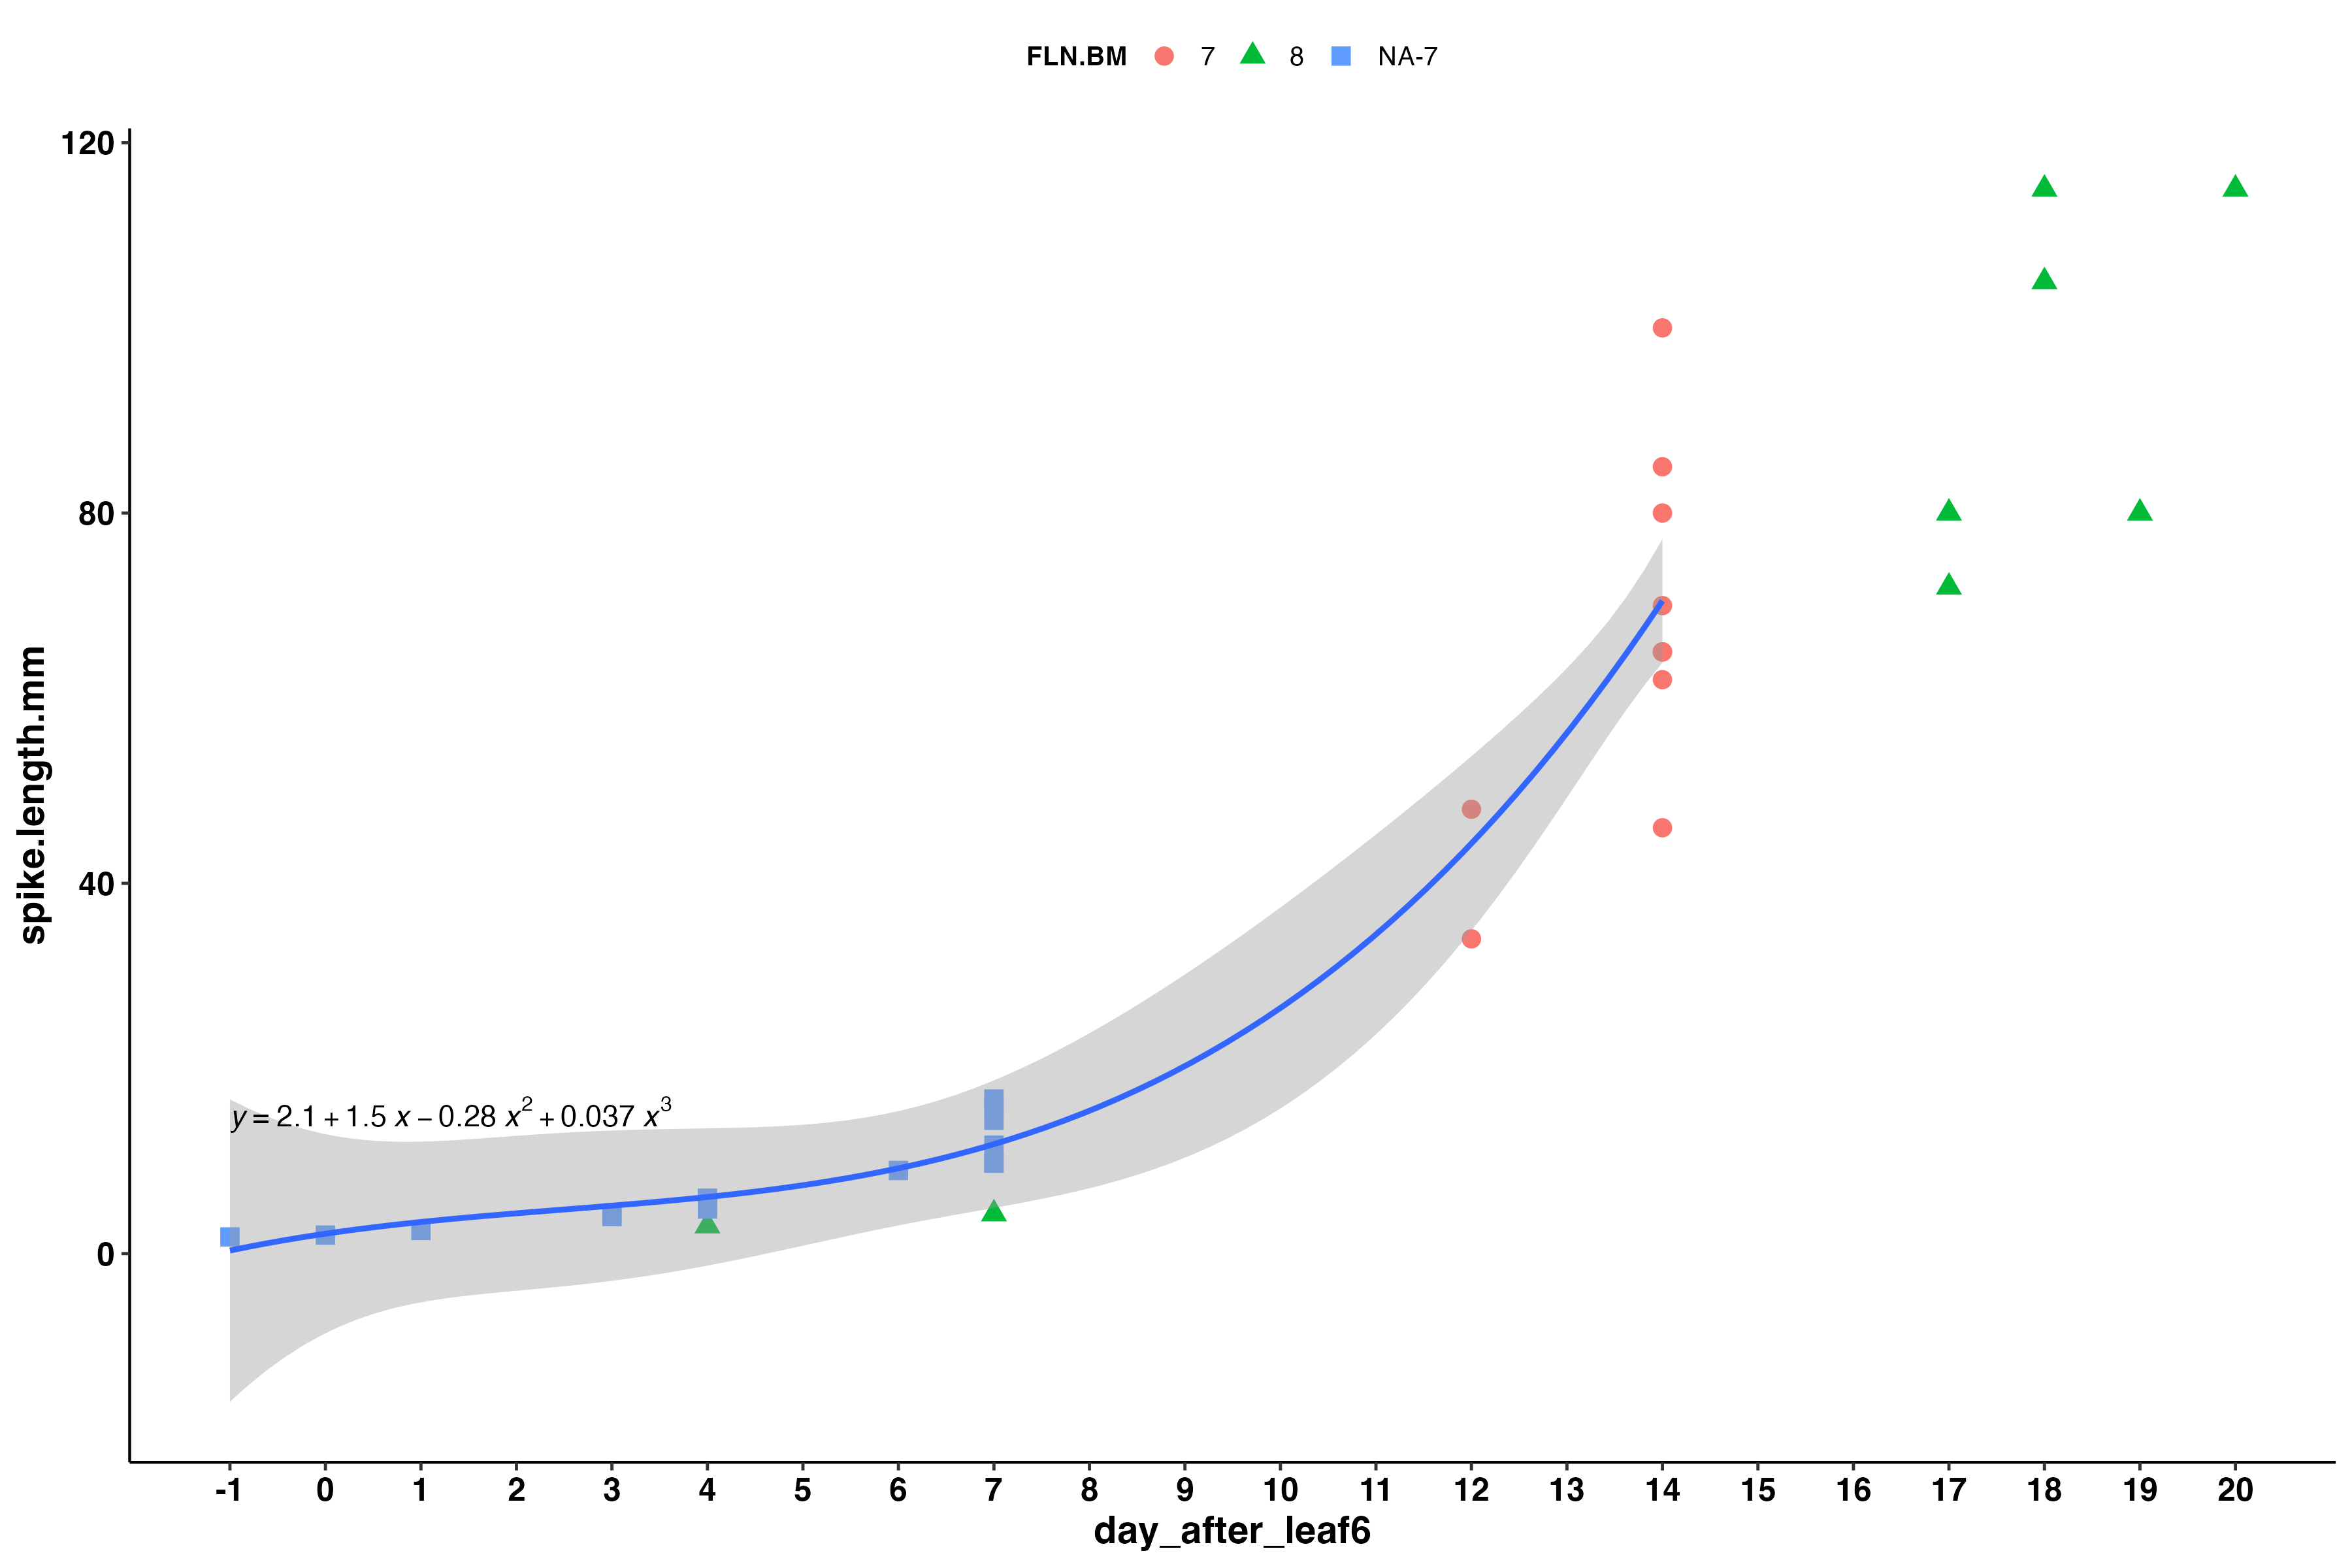 FLN.BM 7 8 NA-7
120
80
40
0
spike.length.mm
y = 2.1 + 1.5 x − 0.28 x² + 0.037 x³
-1 0 1 2 3 4 5 6 7 8 9 10 11 12 13 14 15 16 17 18 19 20
day_after_leaf6